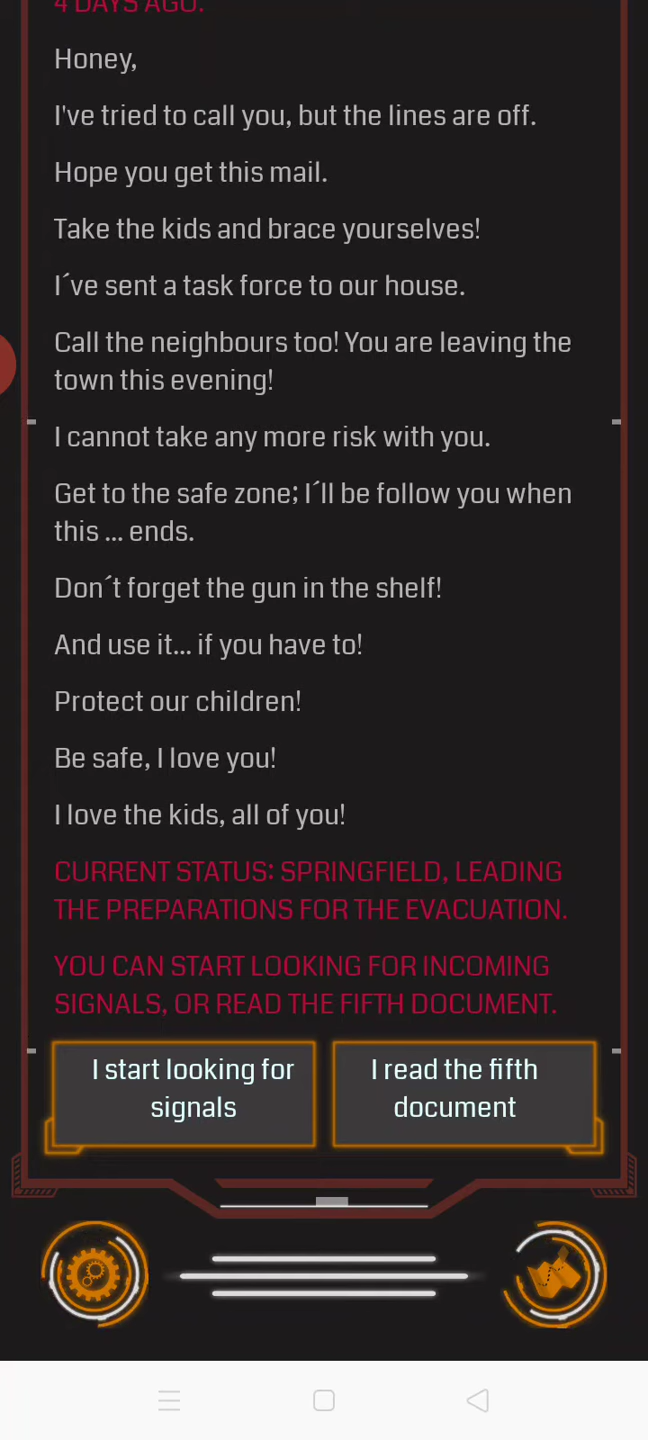 4 DAYS AGO.
Honey,
I've tried to call you, but the lines are off.
Hope you get this mail.
Take the kids and brace yourselves!
I´ve sent a task force to our house.
Call the neighbours too! You are leaving the
town this evening!
I cannot take any more risk with you.
Get to the safe zone; I´ll be follow you when
this ... ends.
Don´t forget the gun in the shelf!
And use it... if you have to!
Protect our children!
Be safe, I love you!
I love the kids, all of you!
CURRENT STATUS: SPRINGFIELD, LEADING
THE PREPARATIONS FOR THE EVACUATION.
YOU CAN START LOOKING FOR INCOMING
SIGNALS, OR READ THE FIFTH DOCUMENT.
I start looking for
signals
I read the fifth
document